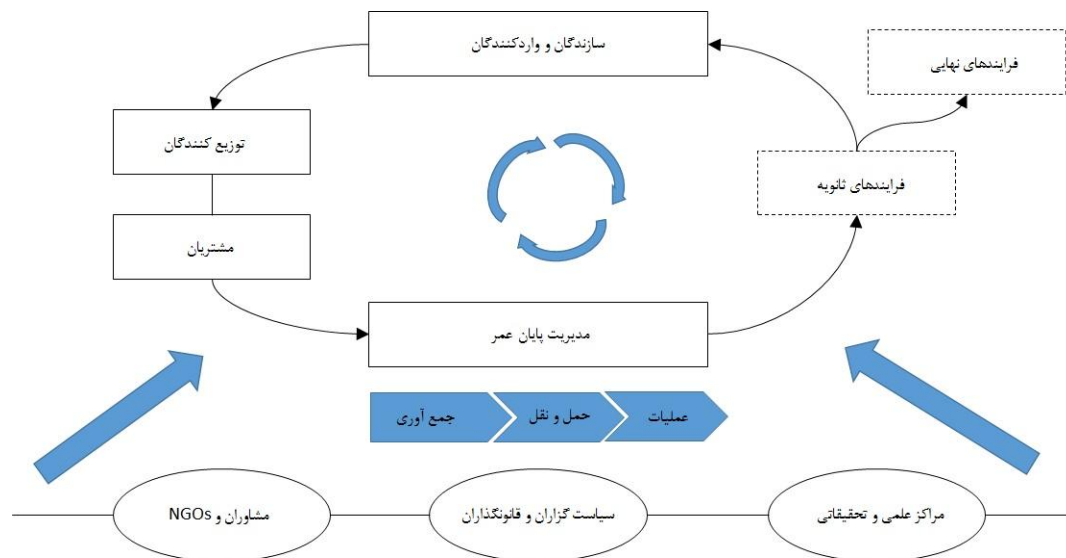 سازندگان و واردکنندگان
فرایندهای نهایی
توزیع کنندگان
فرایندهای ثانویه
مشتریان
مدیریت پایان عمر
جمع آوری
حمل و نقل
عملیات
مشاوران و NGOs
سیاست گزاران و قانونگذاران
مراکز علمی و تحقیقاتی